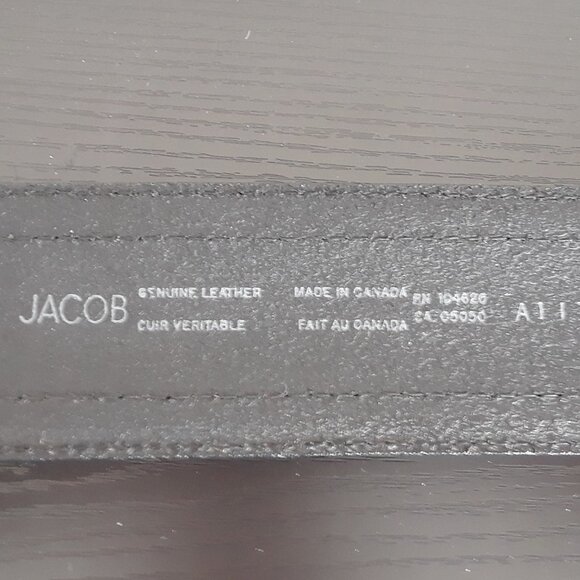 JACOB
GENUINE LEATHER
CUIR VERITABLE
MADE IN CANADA
FAIT AU CANADA
RN 104626
CA 05050
A11